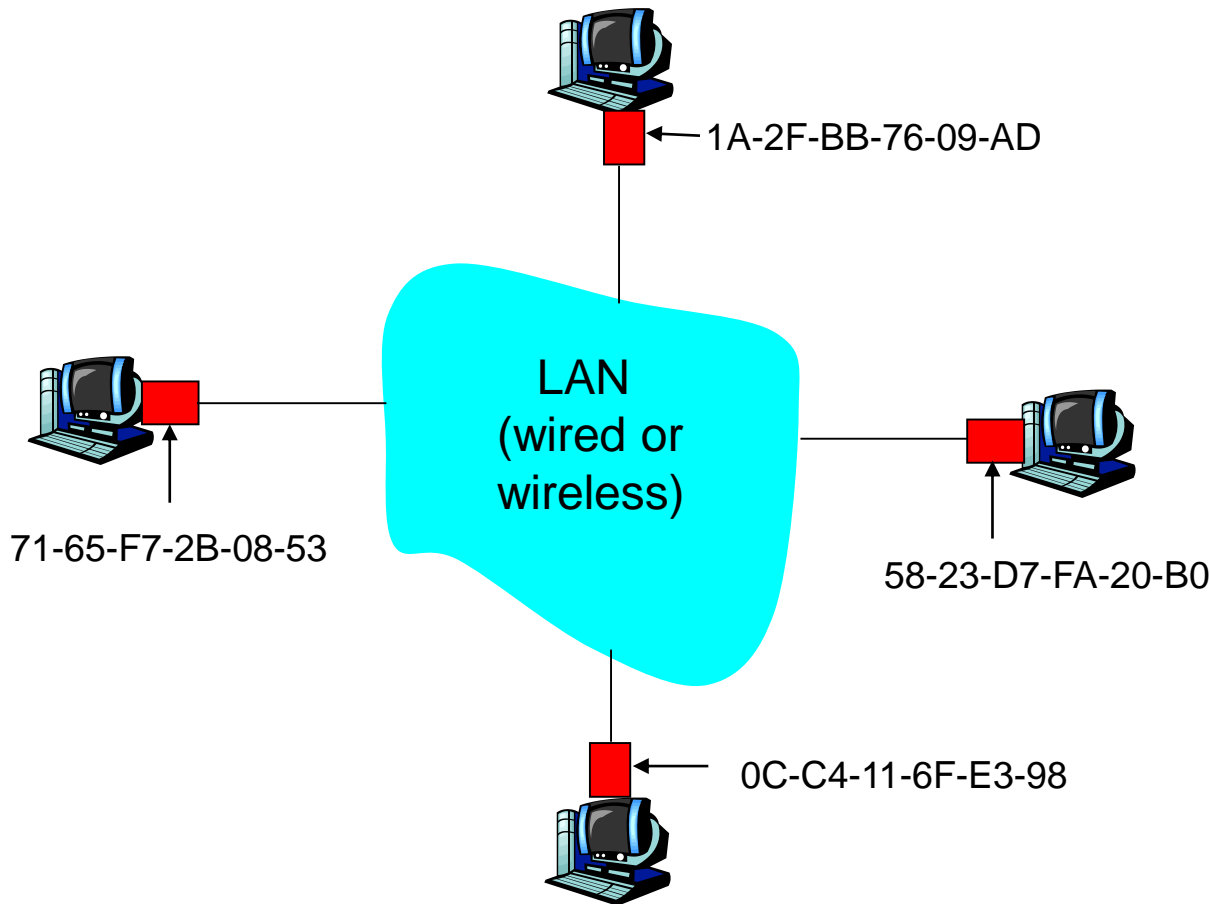 1A-2F-BB-76-09-AD
LAN
(wired or
wireless)
71-65-F7-2B-08-53
58-23-D7-FA-20-B0
0C-C4-11-6F-E3-98